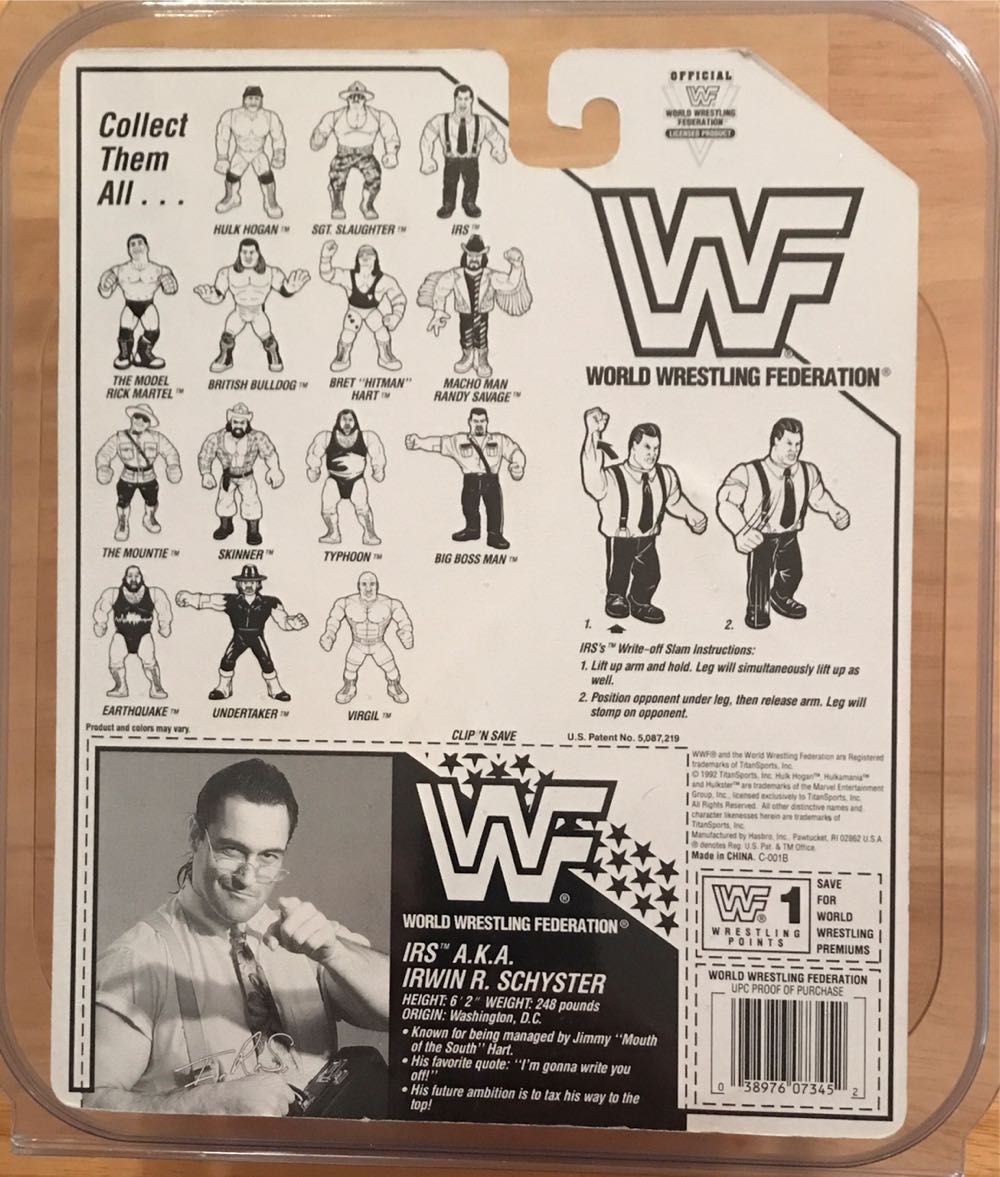 Collect
Them
All . . .
OFFICIAL
WF
WORLD WRESTLING
FEDERATION
LICENSED PRODUCT
HULK HOGAN™
SGT. SLAUGHTER™
IRS™
WF
WORLD WRESTLING FEDERATION®
THE MODEL
RICK MARTEL™
BRITISH BULLDOG™
BRET "HITMAN"
HART™
MACHO MAN
RANDY SAVAGE™
THE MOUNTIE™
SKINNER™
TYPHOON™
BIG BOSS MAN™
EARTHQUAKE™
UNDERTAKER™
VIRGIL™
Product and colors may vary.
1.
2.
IRS's™ Write-off Slam Instructions:
1. Lift up arm and hold. Leg will simultaneously lift up as
well.
2. Position opponent under leg, then release arm. Leg will
stomp on opponent.
CLIP 'N SAVE
U.S. Patent No. 5,087,219
WF®
WORLD WRESTLING FEDERATION®
IRS™ A.K.A.
IRWIN R. SCHYSTER
HEIGHT: 6'2" WEIGHT: 248 pounds
ORIGIN: Washington, D.C.
• Known for being managed by Jimmy "Mouth
of the South" Hart.
• His favorite quote: "I'm gonna write you
off!"
• His future ambition is to tax his way to the
top!
IRS
WWF® and the World Wrestling Federation are Registered
trademarks of TitanSports, Inc.
© 1992 TitanSports, Inc. Hulk Hogan™, Hulkamania™
and Hulkster™ are trademarks of the Marvel Entertainment
Group, Inc., licensed exclusively to TitanSports, Inc.
All Rights Reserved. All other distinctive names and
character likenesses herein are trademarks of
TitanSports, Inc.
Manufactured by Hasbro, Inc., Pawtucket, RI 02862 U.S.A.
® denotes Reg. U.S. Pat. & TM Office.
Made in CHINA. C-001B
WF® 1
WRESTLING
POINTS
SAVE
FOR
WORLD
WRESTLING
PREMIUMS
WORLD WRESTLING FEDERATION
UPC PROOF OF PURCHASE
0 38976 07345 2